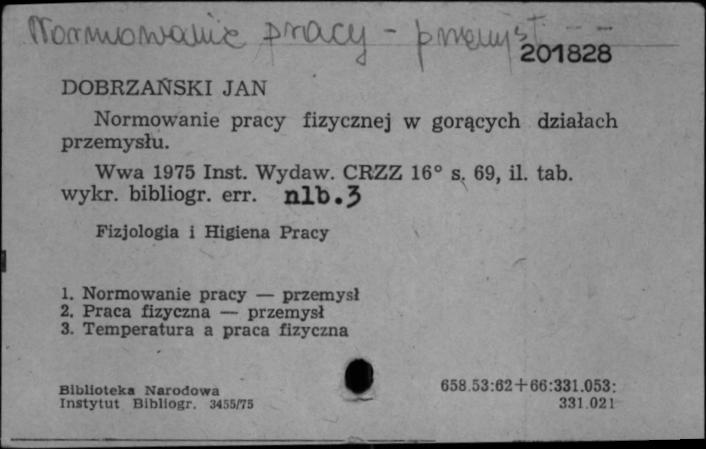 Normowanie pracy - przemysł
201828
DOBRZAŃSKI JAN
Normowanie pracy fizycznej w gorących działach
przemysłu.
Wwa 1975 Inst. Wydaw. CRZZ 16° s. 69, il. tab.
wykr. bibliogr. err. nlb.3
Fizjologia i Higiena Pracy
1. Normowanie pracy — przemysł
2. Praca fizyczna — przemysł
3. Temperatura a praca fizyczna
Biblioteka Narodowa 658.53:62+66:331.053:
Instytut Bibliogr. 3455/75 331.021